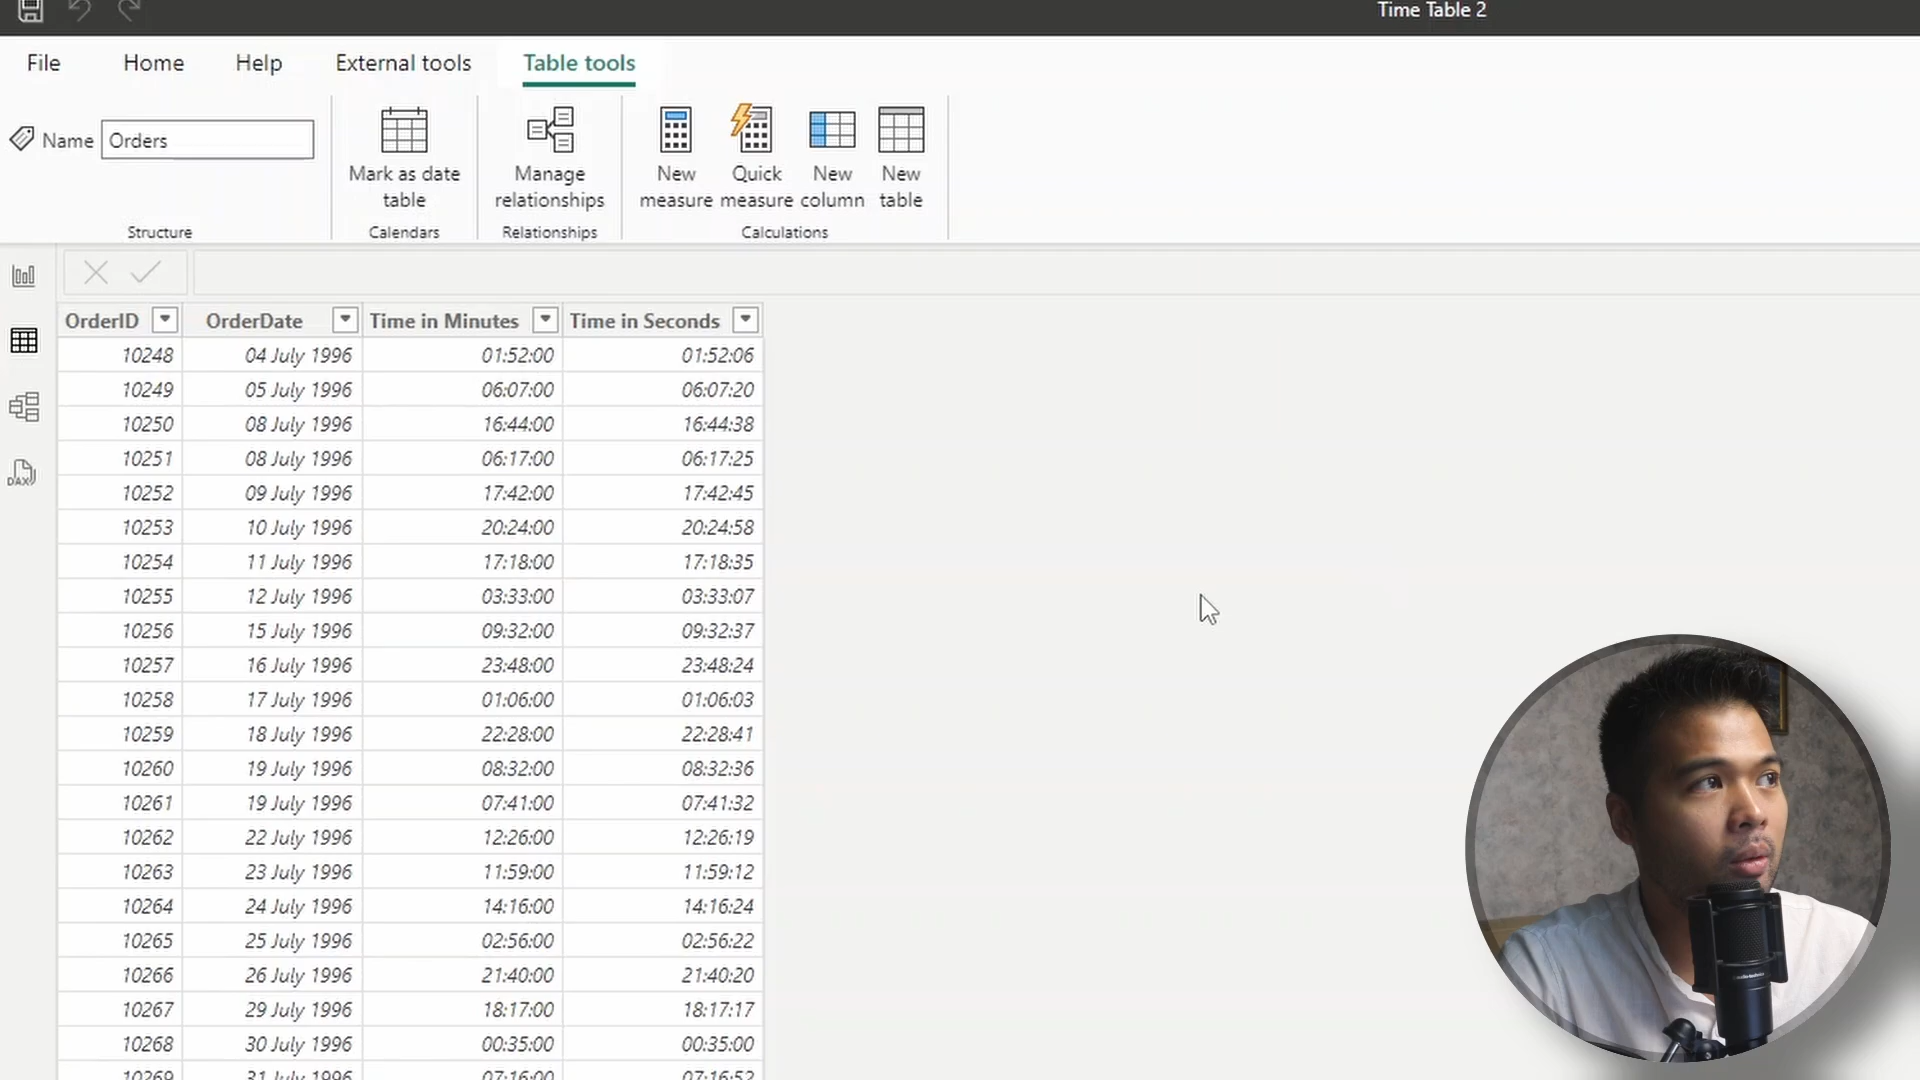 Time Table 2
File Home Help External tools Table tools
Name Orders
Mark as date table
Manage relationships
New measure
Quick measure
New column
New table
Structure Calendars Relationships Calculations
DAX
OrderID OrderDate Time in Minutes Time in Seconds
10248 04 July 1996 01:52:00 01:52:06
10249 05 July 1996 06:07:00 06:07:20
10250 08 July 1996 16:44:00 16:44:38
10251 08 July 1996 06:17:00 06:17:25
10252 09 July 1996 17:42:00 17:42:45
10253 10 July 1996 20:24:00 20:24:58
10254 11 July 1996 17:18:00 17:18:35
10255 12 July 1996 03:33:00 03:33:07
10256 15 July 1996 09:32:00 09:32:37
10257 16 July 1996 23:48:00 23:48:24
10258 17 July 1996 01:06:00 01:06:03
10259 18 July 1996 22:28:00 22:28:41
10260 19 July 1996 08:32:00 08:32:36
10261 19 July 1996 07:41:00 07:41:32
10262 22 July 1996 12:26:00 12:26:19
10263 23 July 1996 11:59:00 11:59:12
10264 24 July 1996 14:16:00 14:16:24
10265 25 July 1996 02:56:00 02:56:22
10266 26 July 1996 21:40:00 21:40:20
10267 29 July 1996 18:17:00 18:17:17
10268 30 July 1996 00:35:00 00:35:00
10269 31 July 1996 07:16:00 07:16:52